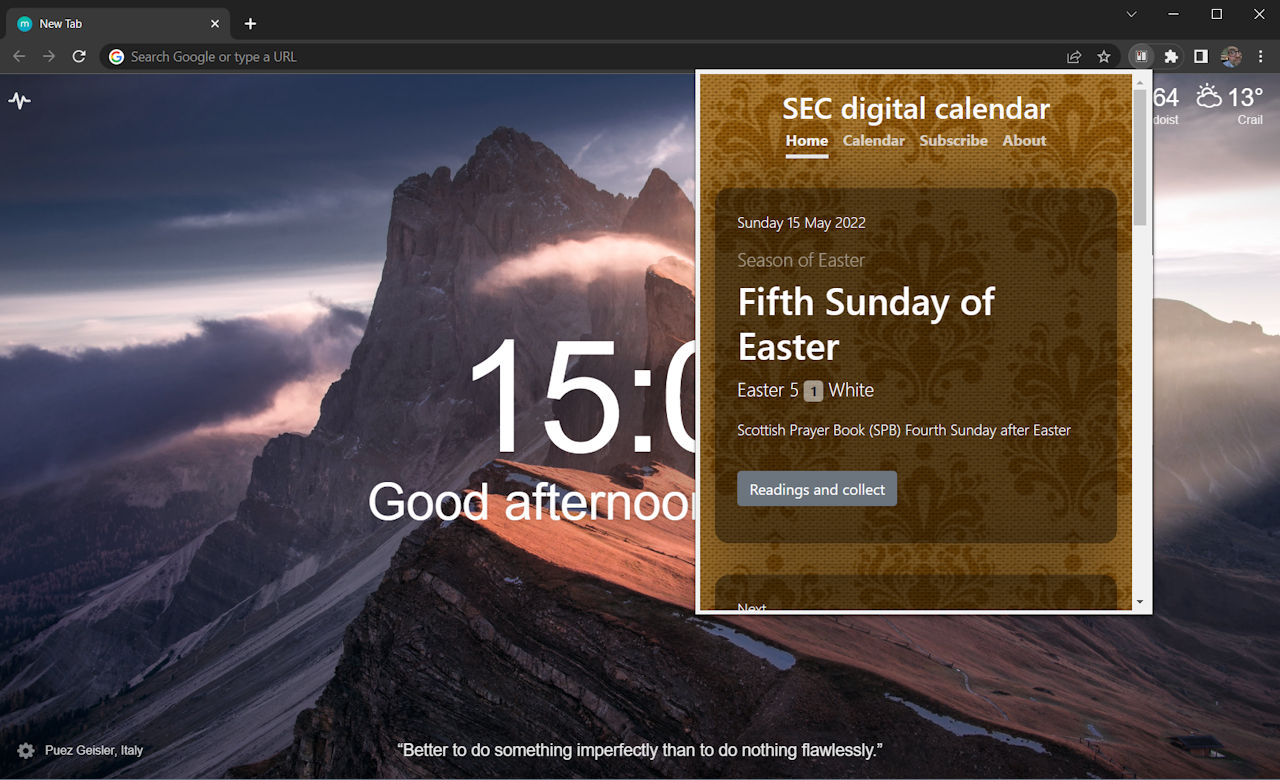 New Tab
Search Google or type a URL
SEC digital calendar
Home Calendar Subscribe About
64 13°
doist Crail
Sunday 15 May 2022
Season of Easter
Fifth Sunday of
Easter
Easter 5 1 White
Scottish Prayer Book (SPB) Fourth Sunday after Easter
Readings and collect
Next
15:0
Good afternoon
Puez Geisler, Italy
“Better to do something imperfectly than to do nothing flawlessly.”